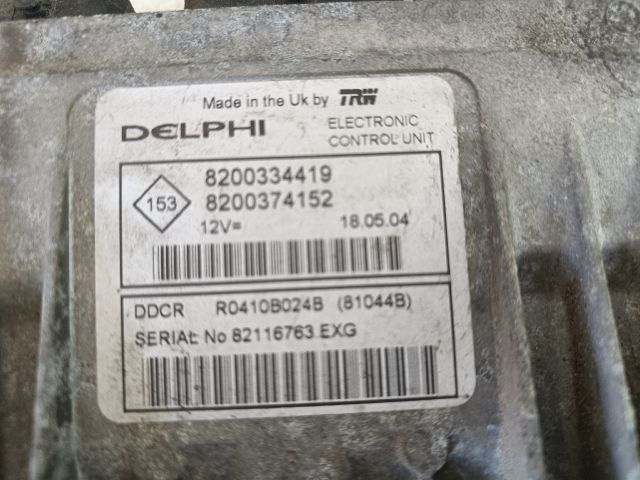 Made in the Uk by TRW
DELPHI ELECTRONIC
CONTROL UNIT
153
8200334419
8200374152
12V= 18.05.04
DDCR R0410B024B (81044B)
SERIAL No 82116763 EXG